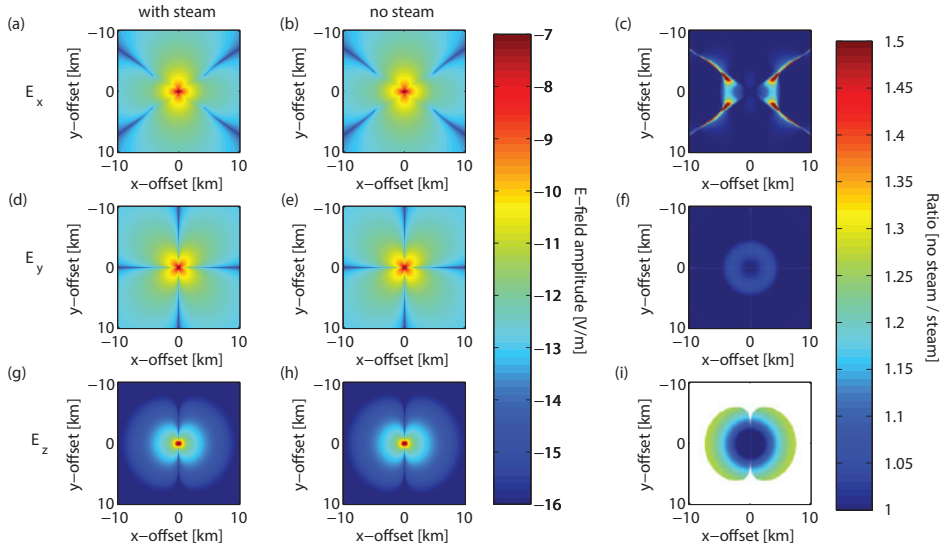 with steam
no steam
(a)
(b)
(c)
E_x
y−offset [km]
−10
0
10
−10 0 10
x−offset [km]
y−offset [km]
−10
0
10
−10 0 10
x−offset [km]
y−offset [km]
−10
0
10
−10 0 10
x−offset [km]
(d)
(e)
(f)
E_y
y−offset [km]
−10
0
10
−10 0 10
x−offset [km]
y−offset [km]
−10
0
10
−10 0 10
x−offset [km]
y−offset [km]
−10
0
10
−10 0 10
x−offset [km]
(g)
(h)
(i)
E_z
y−offset [km]
−10
0
10
−10 0 10
x−offset [km]
y−offset [km]
−10
0
10
−10 0 10
x−offset [km]
y−offset [km]
−10
0
10
−10 0 10
x−offset [km]
−7
−8
−9
−10
−11
−12
−13
−14
−15
−16
E−field amplitude [V/m]
1.5
1.45
1.4
1.35
1.3
1.25
1.2
1.15
1.1
1.05
1
Ratio [no steam / steam]